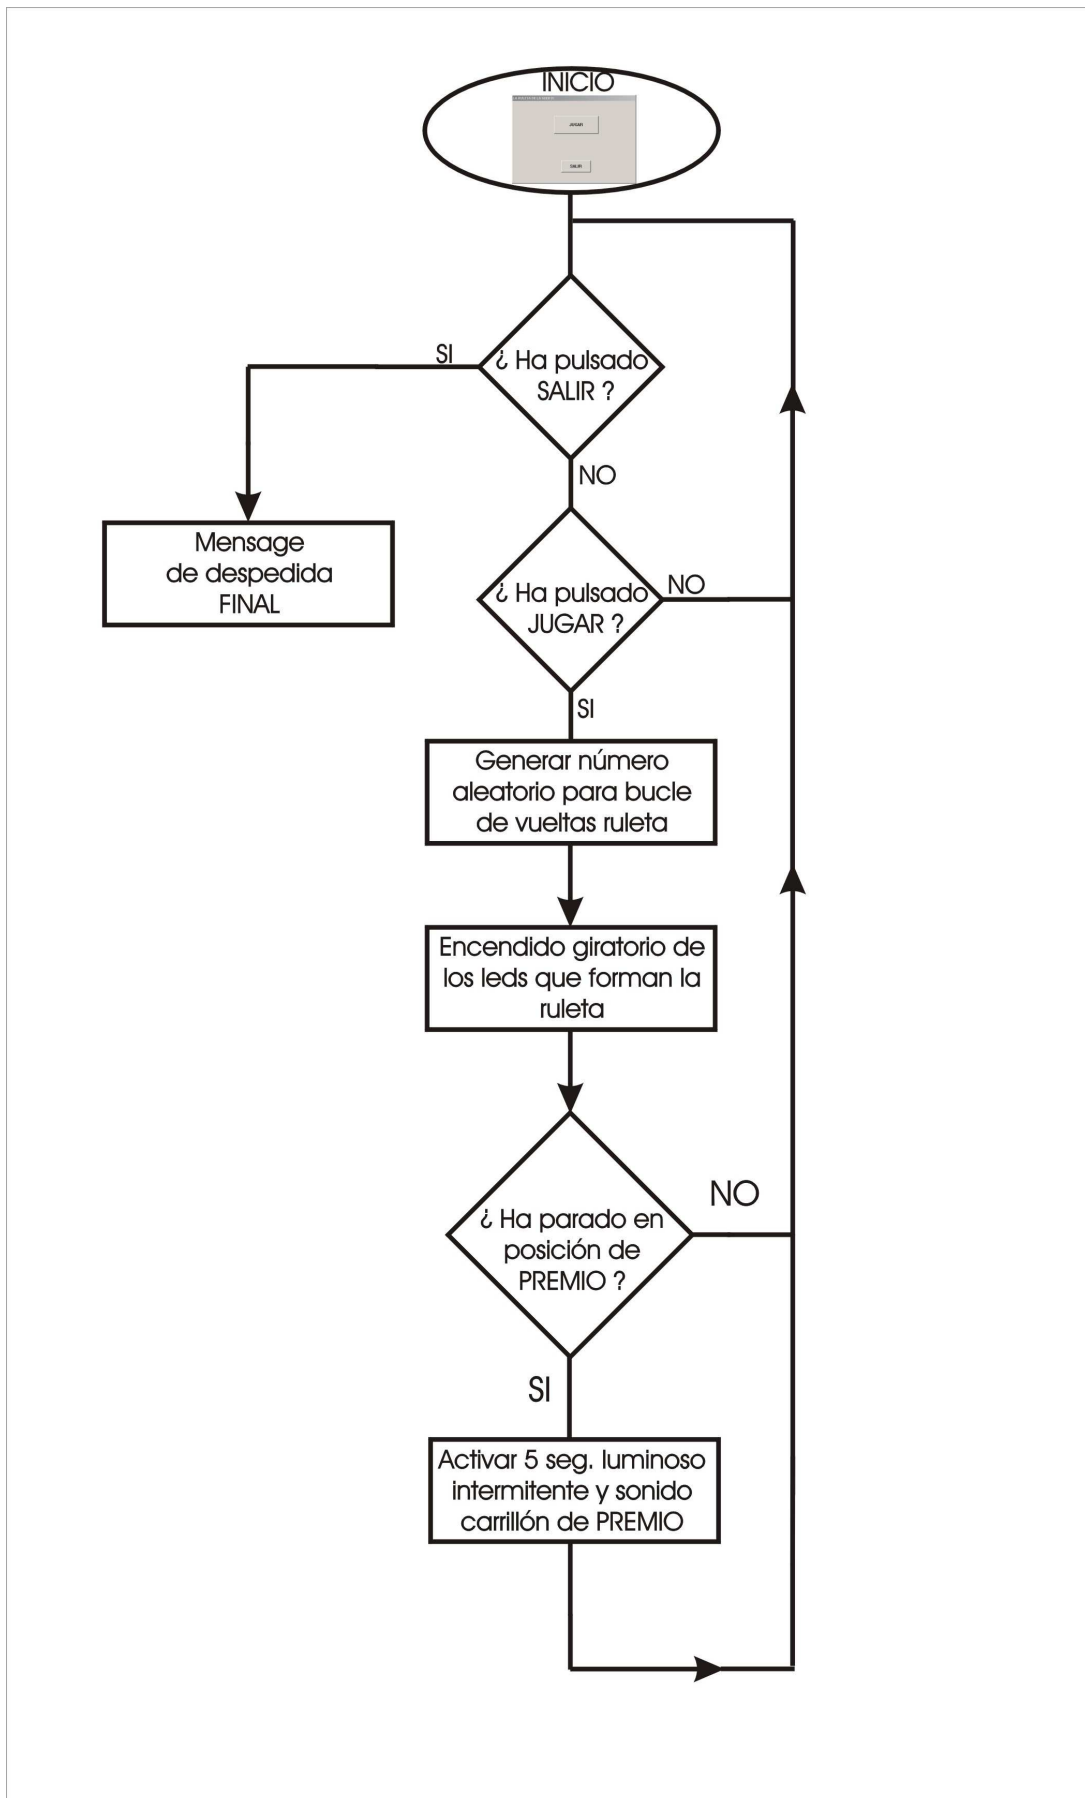 INICIO
JUGAR
SALIR
¿ Ha pulsado
SALIR ?
SI
NO
Mensage
de despedida
FINAL
¿ Ha pulsado
JUGAR ?
NO
SI
Generar número
aleatorio para bucle
de vueltas ruleta
Encendido giratorio de
los leds que forman la
ruleta
¿ Ha parado en
posición de
PREMIO ?
NO
SI
Activar 5 seg. luminoso
intermitente y sonido
carrillón de PREMIO